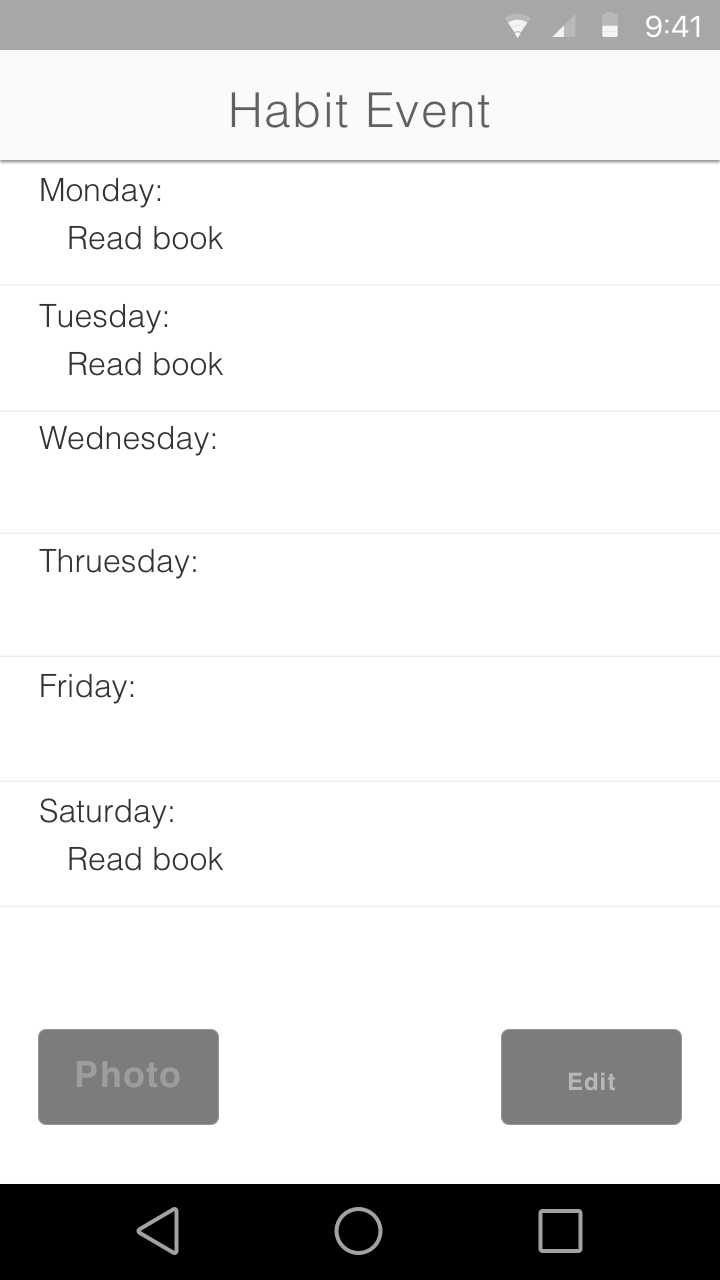 9:41
Habit Event
Monday:
Read book
Tuesday:
Read book
Wednesday:
Thruesday:
Friday:
Saturday:
Read book
Photo
Edit